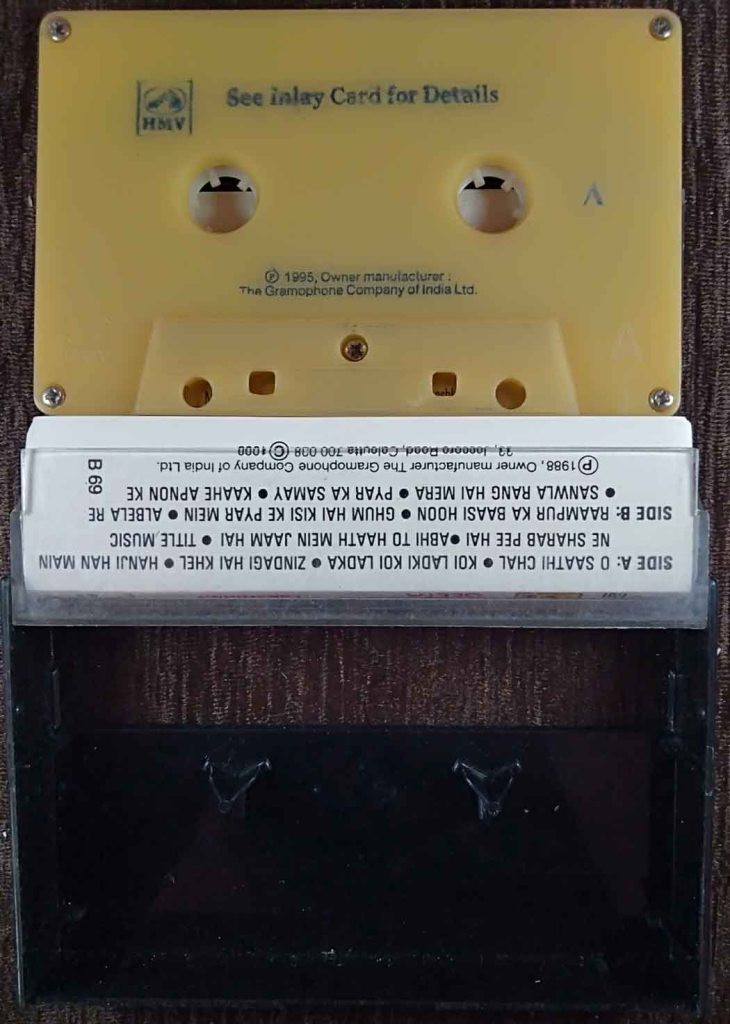 HMV
See Inlay Card for Details
A
℗ 1995, Owner manufacturer :
The Gramophone Company of India Ltd.
SIDE: A: O SAATHI CHAL • KOI LADKI KOI LADKA • ZINDAGI HAI KHEL • HANJI HAN MAIN
NE SHARAB PEE HAI • ABHI TO HAATH MEIN JAAM HAI • TITLE MUSIC
SIDE: B: RAAMPUR KA BAASI HOON • GHUM HAI KISI KE PYAR MEIN • ALBELA RE
• SANWLA RANG HAI MERA • PYAR KA SAMAY • KAAHE APNON KE
℗ 1988, Owner manufacturer The Gramophone Company of India Ltd.
33, Road, Calcutta 700 038 ©
B 69